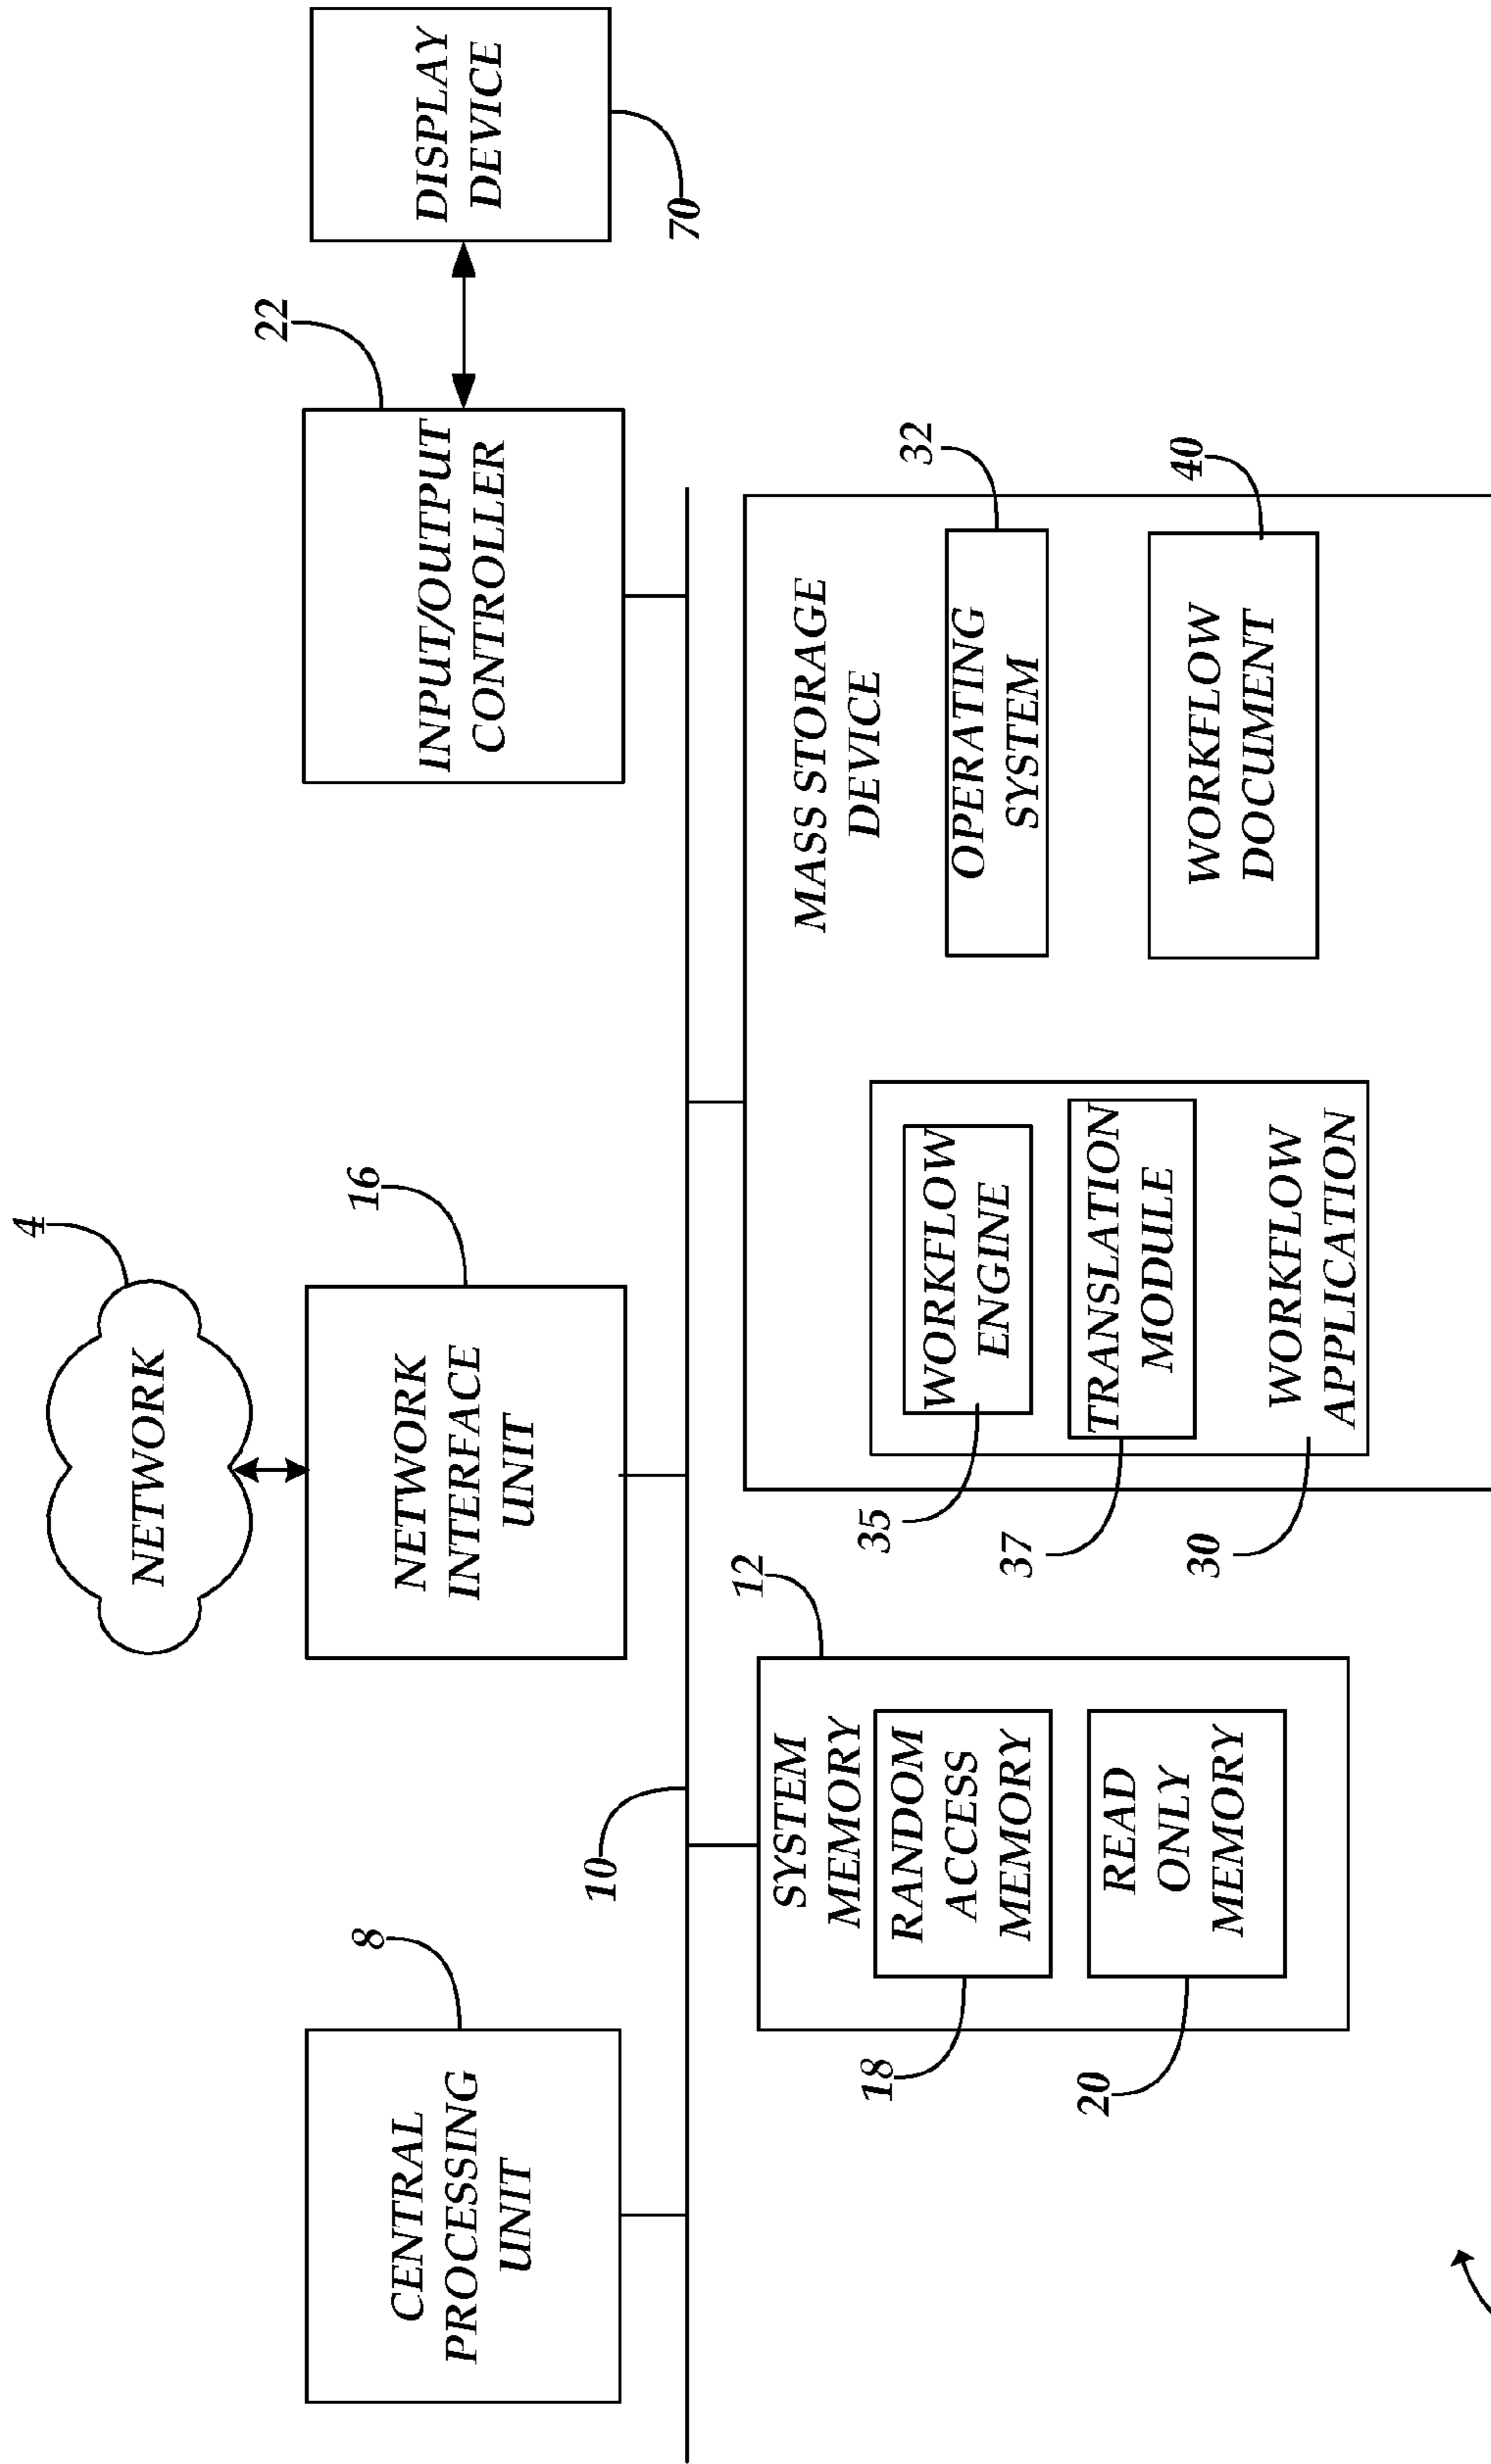 4
NETWORK
8
CENTRAL
PROCESSING
UNIT
16
NETWORK
INTERFACE
UNIT
22
INPUT/OUTPUT
CONTROLLER
DISPLAY
DEVICE
70
10
12
SYSTEM
MEMORY
18
RANDOM
ACCESS
MEMORY
20
READ
ONLY
MEMORY
MASS STORAGE
DEVICE
35
WORKFLOW
ENGINE
37
TRANSLATION
MODULE
30
WORKFLOW
APPLICATION
32
OPERATING
SYSTEM
40
WORKFLOW
DOCUMENT